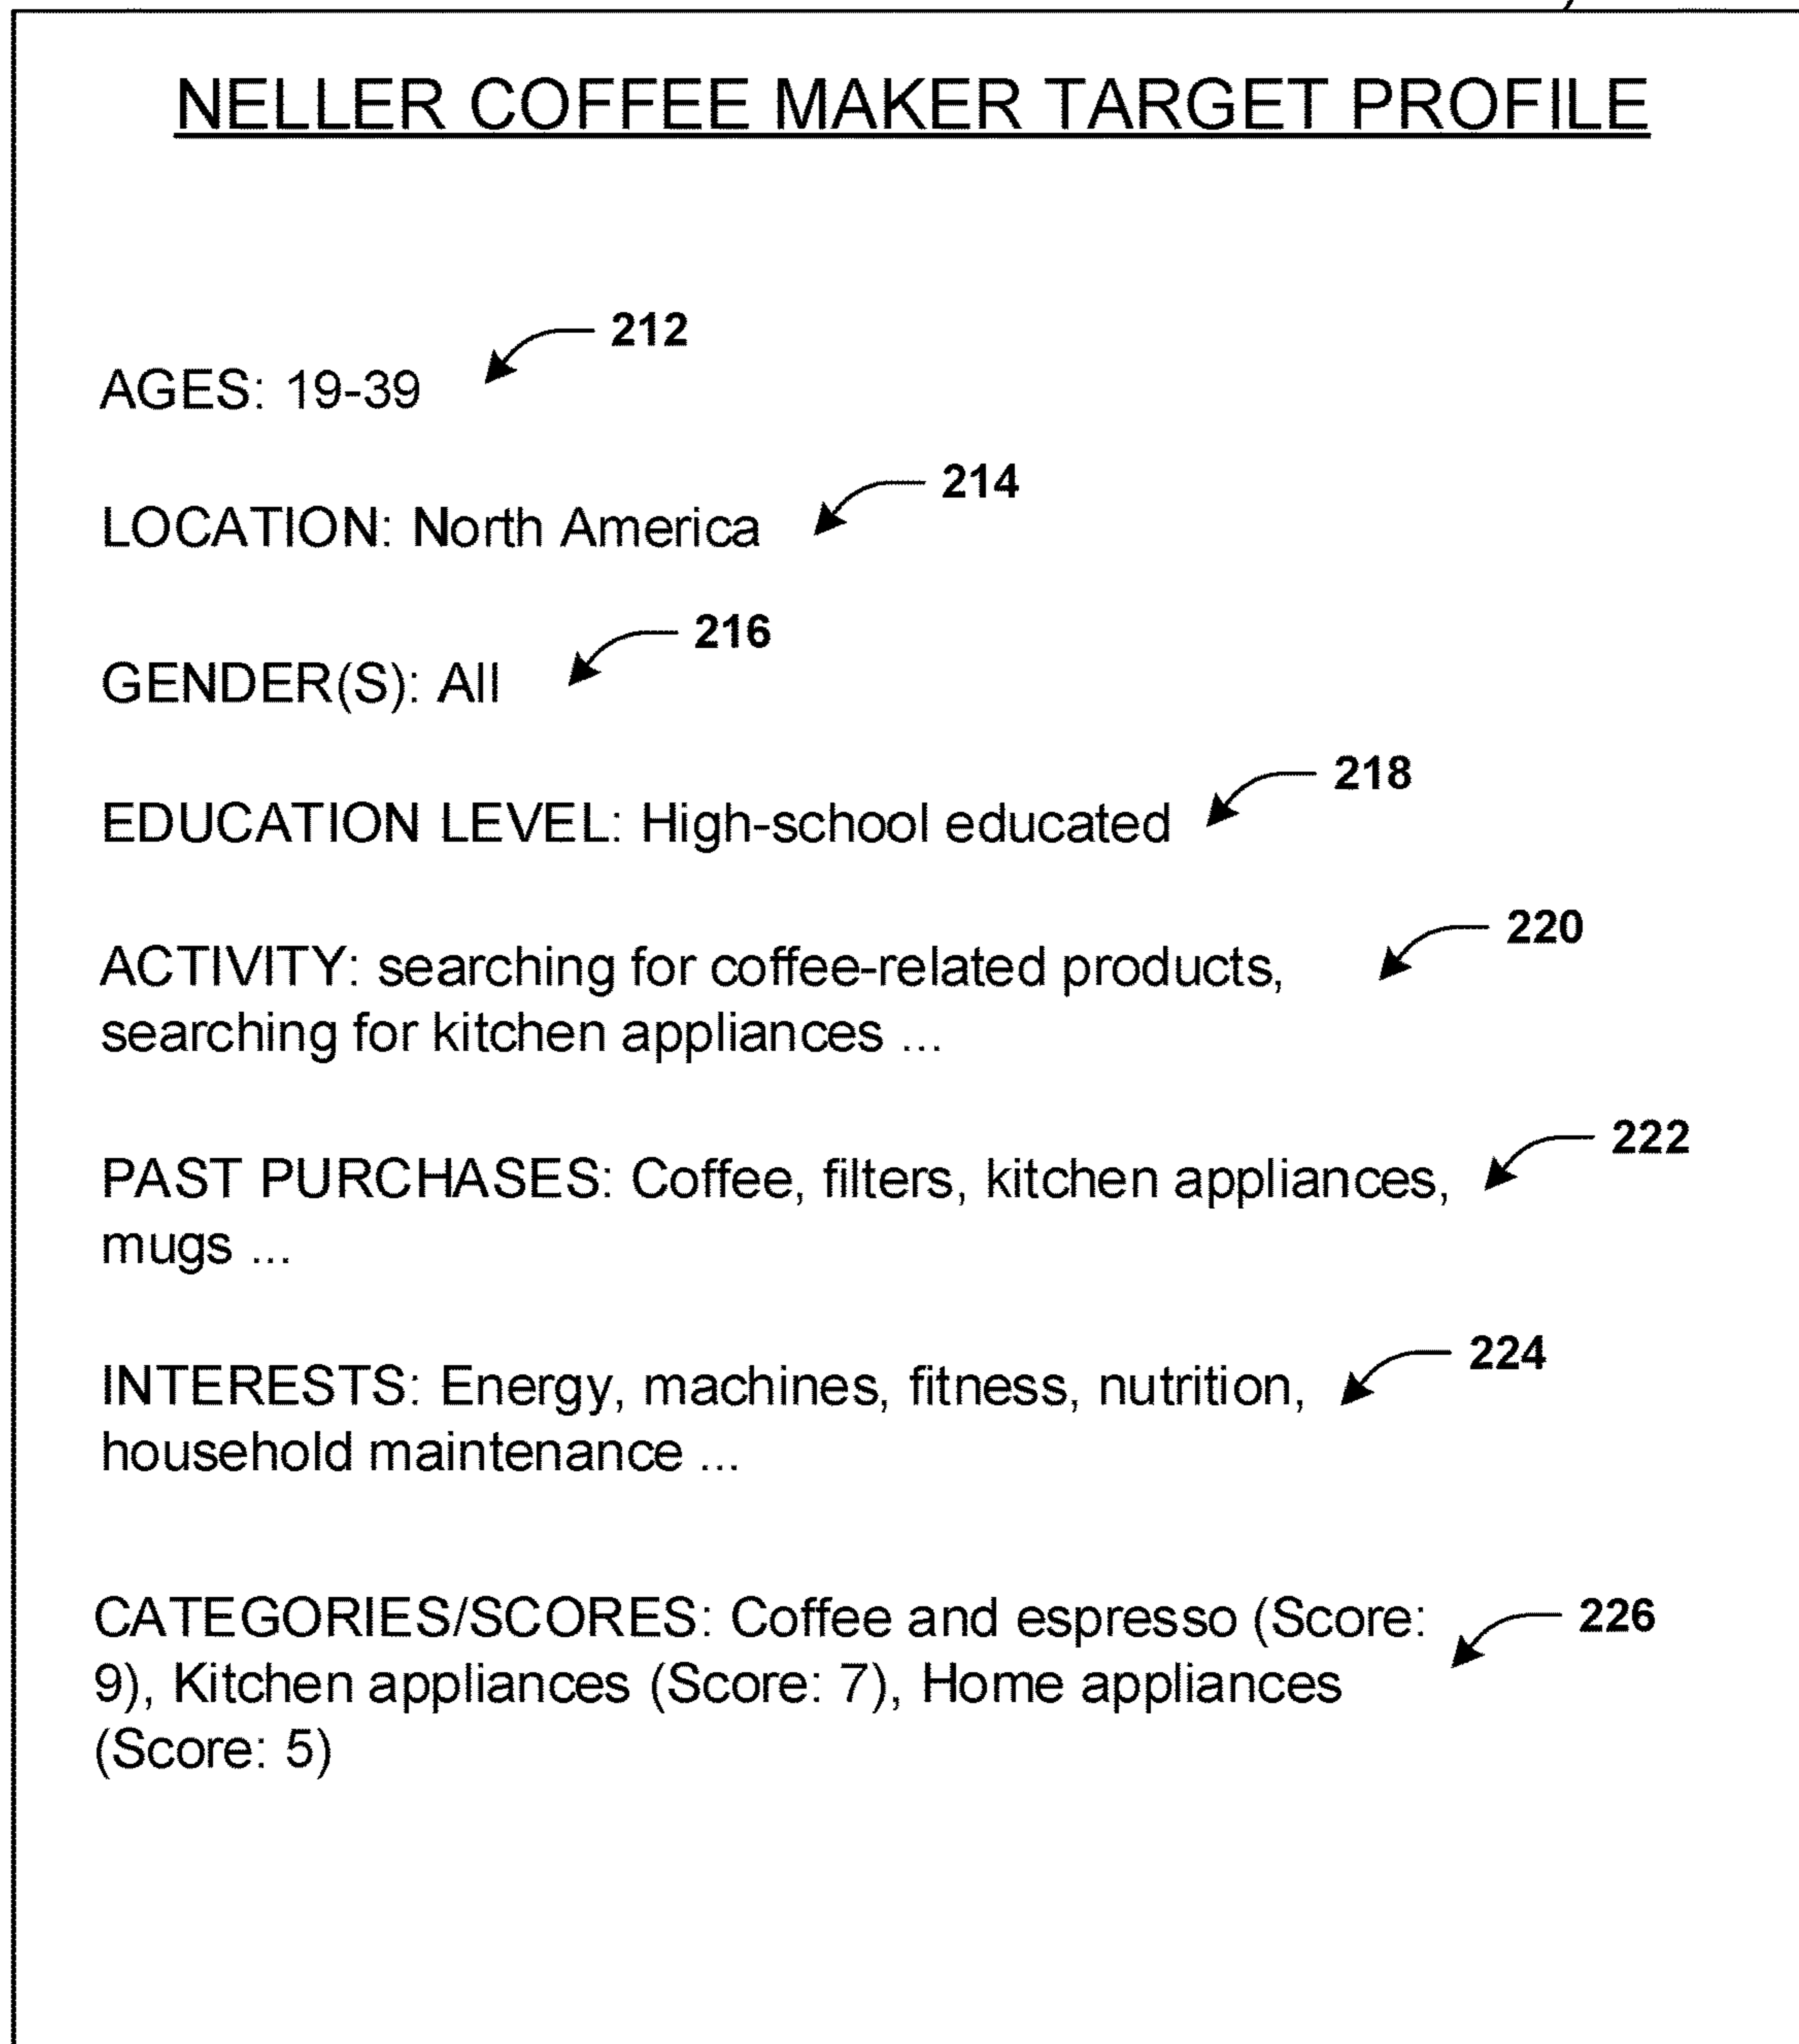 NELLER COFFEE MAKER TARGET PROFILE
212
AGES: 19-39
214
LOCATION: North America
216
GENDER(S): All
218
EDUCATION LEVEL: High-school educated
220
ACTIVITY: searching for coffee-related products,
searching for kitchen appliances ...
222
PAST PURCHASES: Coffee, filters, kitchen appliances,
mugs ...
224
INTERESTS: Energy, machines, fitness, nutrition,
household maintenance ...
CATEGORIES/SCORES: Coffee and espresso (Score:
226
9), Kitchen appliances (Score: 7), Home appliances
(Score: 5)